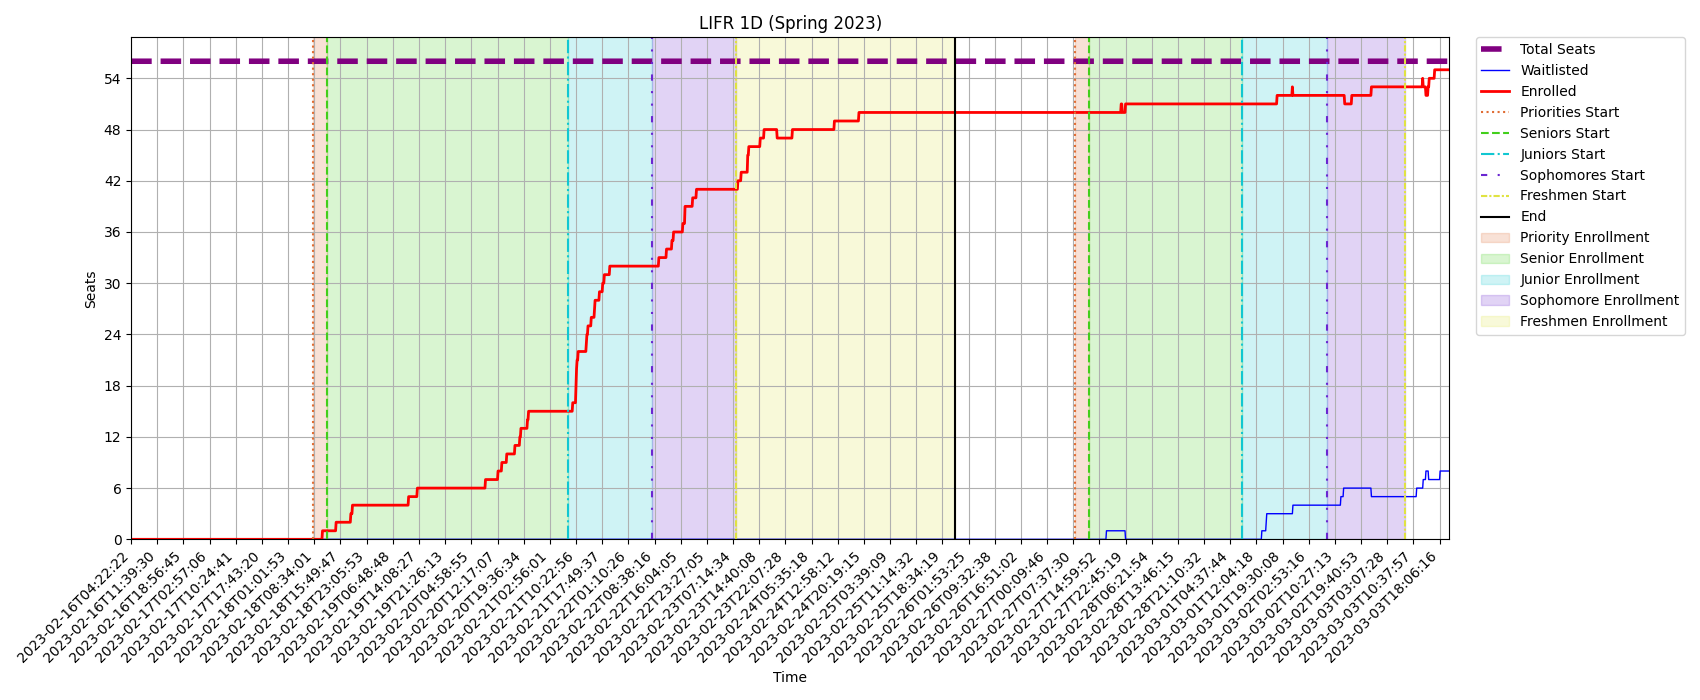 LIFR 1D (Spring 2023)
Seats
54
48
42
36
30
24
18
12
6
0
2023-02-16T04:22:22
2023-02-16T11:39:30
2023-02-16T18:56:45
2023-02-17T02:57:06
2023-02-17T10:24:41
2023-02-17T17:43:20
2023-02-18T01:01:53
2023-02-18T08:34:01
2023-02-18T15:49:47
2023-02-18T23:05:53
2023-02-19T06:48:48
2023-02-19T14:08:27
2023-02-19T21:26:13
2023-02-20T04:58:55
2023-02-20T12:17:07
2023-02-20T19:36:34
2023-02-21T02:56:01
2023-02-21T10:22:56
2023-02-21T17:49:37
2023-02-22T01:10:26
2023-02-22T08:38:16
2023-02-22T16:04:05
2023-02-22T23:27:05
2023-02-23T07:14:34
2023-02-23T14:40:08
2023-02-23T22:07:28
2023-02-24T05:35:18
2023-02-24T12:58:12
2023-02-24T20:19:15
2023-02-25T03:39:09
2023-02-25T11:14:32
2023-02-25T18:34:19
2023-02-26T01:53:25
2023-02-26T09:32:38
2023-02-26T16:51:02
2023-02-27T00:09:46
2023-02-27T07:37:30
2023-02-27T14:59:52
2023-02-27T22:45:19
2023-02-28T06:21:54
2023-02-28T13:46:15
2023-02-28T21:10:32
2023-03-01T04:37:44
2023-03-01T12:04:18
2023-03-01T19:30:08
2023-03-02T02:53:16
2023-03-02T10:27:13
2023-03-02T19:40:53
2023-03-03T03:07:28
2023-03-03T10:37:57
2023-03-03T18:06:16
Time
Total Seats
Waitlisted
Enrolled
Priorities Start
Seniors Start
Juniors Start
Sophomores Start
Freshmen Start
End
Priority Enrollment
Senior Enrollment
Junior Enrollment
Sophomore Enrollment
Freshmen Enrollment